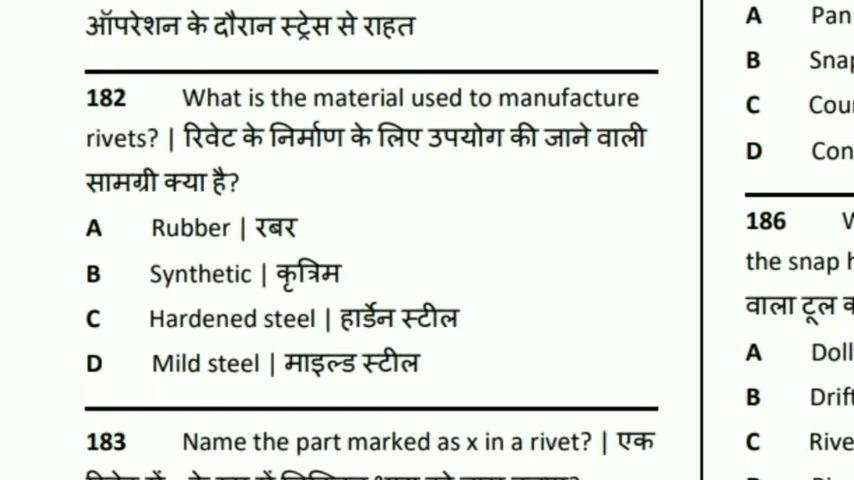 ऑपरेशन के दौरान स्ट्रेस से राहत
182 What is the material used to manufacture
rivets? | रिवेट के निर्माण के लिए उपयोग की जाने वाली
सामग्री क्या है?
A Rubber | रबर
B Synthetic | कृत्रिम
C Hardened steel | हार्डेन स्टील
D Mild steel | माइल्ड स्टील
183 Name the part marked as x in a rivet? | एक
A Pan
B
C
D
186
the snap
वाला टूल
A
B
C